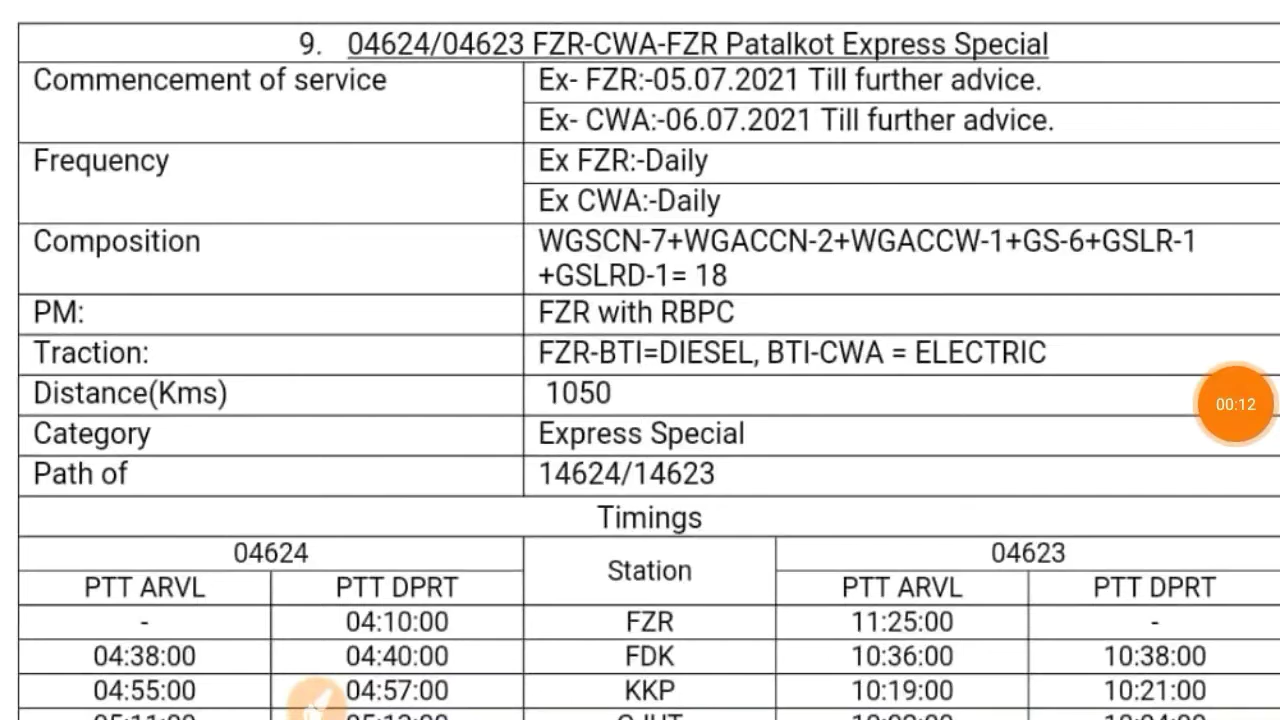 9. 04624/04623 FZR-CWA-FZR Patalkot Express Special
Commencement of service
Ex- FZR:-05.07.2021 Till further advice.
Ex- CWA:-06.07.2021 Till further advice.
Frequency
Ex FZR:-Daily
Ex CWA:-Daily
Composition
WGSCN-7+WGACCN-2+WGACCW-1+GS-6+GSLR-1
+GSLRD-1= 18
PM:
FZR with RBPC
Traction:
FZR-BTI=DIESEL, BTI-CWA = ELECTRIC
Distance(Kms)
1050
Category
Express Special
Path of
14624/14623
Timings
04624
Station
04623
PTT ARVL
PTT DPRT
PTT ARVL
PTT DPRT
-
04:10:00
FZR
11:25:00
-
04:38:00
04:40:00
FDK
10:36:00
10:38:00
04:55:00
04:57:00
KKP
10:19:00
10:21:00
00:12